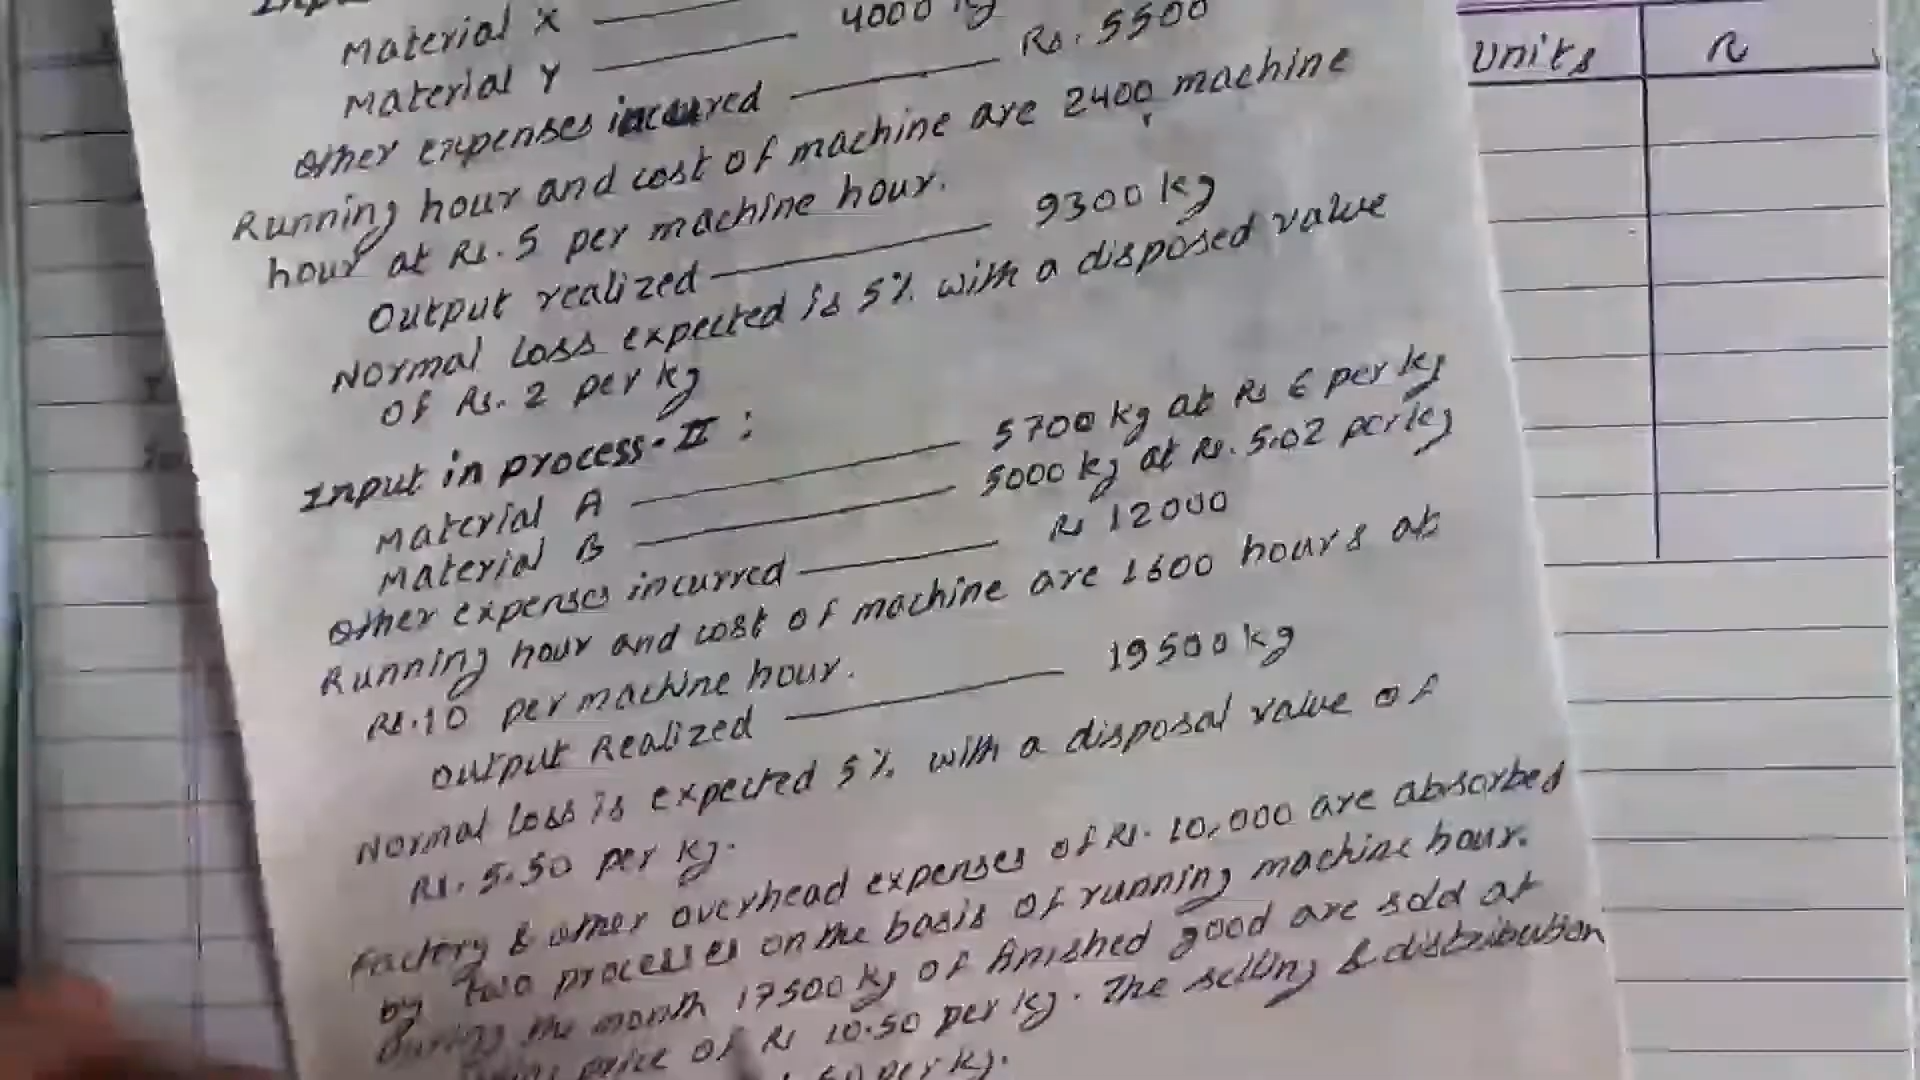 Material X
Material Y 4000 kg
Other expenses incurred Rs. 5500
Running hour and cost of machine are 2400 machine
hour at Rs. 5 per machine hour.
Output realized 9300 kg
Normal Loss expected is 5% with a disposed value
of Rs. 2 per kg
Input in process-II :
Material A 5700 kg at Rs 6 per kg
Material B 5000 kg at Rs. 5.02 per kg
Other expenses incurred Rs 12000
Running hour and cost of machine are 1600 hours at
Rs. 10 per machine hour.
Output Realized 19500 kg
Normal Loss is expected 5% with a disposal value of
Rs. 5.50 per kg.
Factory & other overhead expenses of Rs. 10,000 are absorbed
by two processes on the basis of running machine hour.
During the month 17500 kg of finished good are sold at
price of Rs 10.50 per kg. The selling & distribution
per kg.
Units